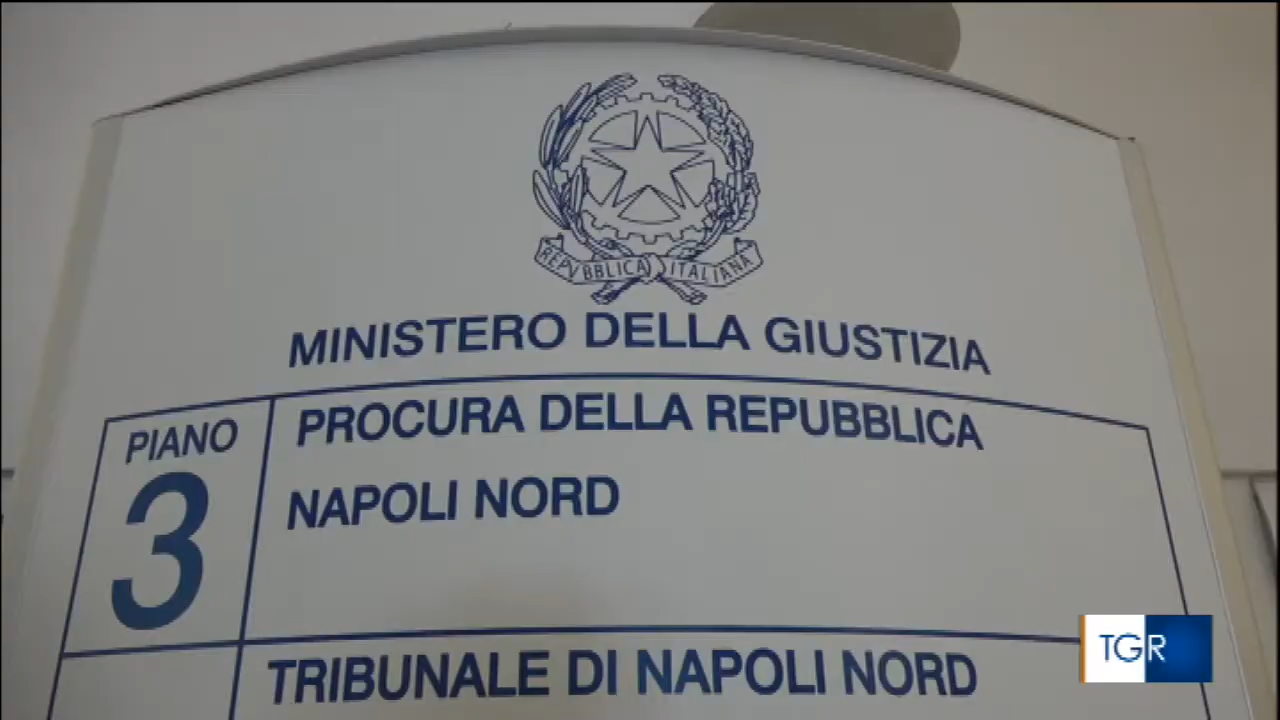 REPVBBLICA ITALIANA
MINISTERO DELLA GIUSTIZIA
PIANO
3
PROCURA DELLA REPUBBLICA
NAPOLI NORD
TRIBUNALE DI NAPOLI NORD
TGR